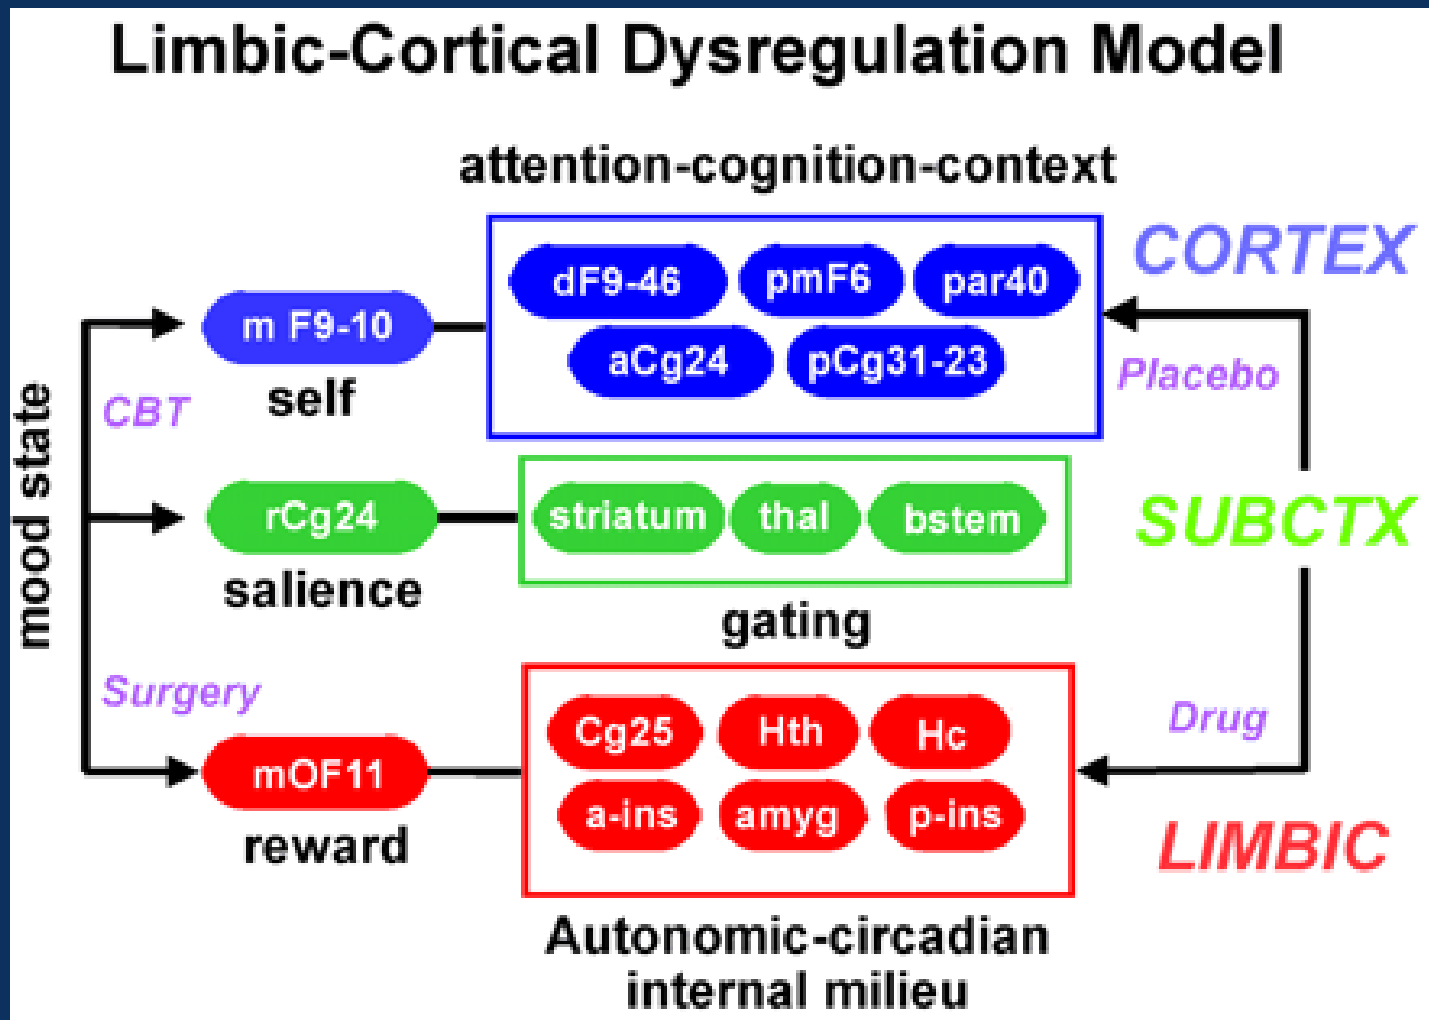 Limbic-Cortical Dysregulation Model
attention-cognition-context
CORTEX
dF9-46 pmF6 par40
m F9-10
aCg24 pCg31-23
Placebo
self
CBT
mood state
rCg24
striatum thal bstem
SUBCTX
salience
gating
Surgery
Cg25 Hth Hc
Drug
mOF11
a-ins amyg p-ins
reward
LIMBIC
Autonomic-circadian
internal milieu